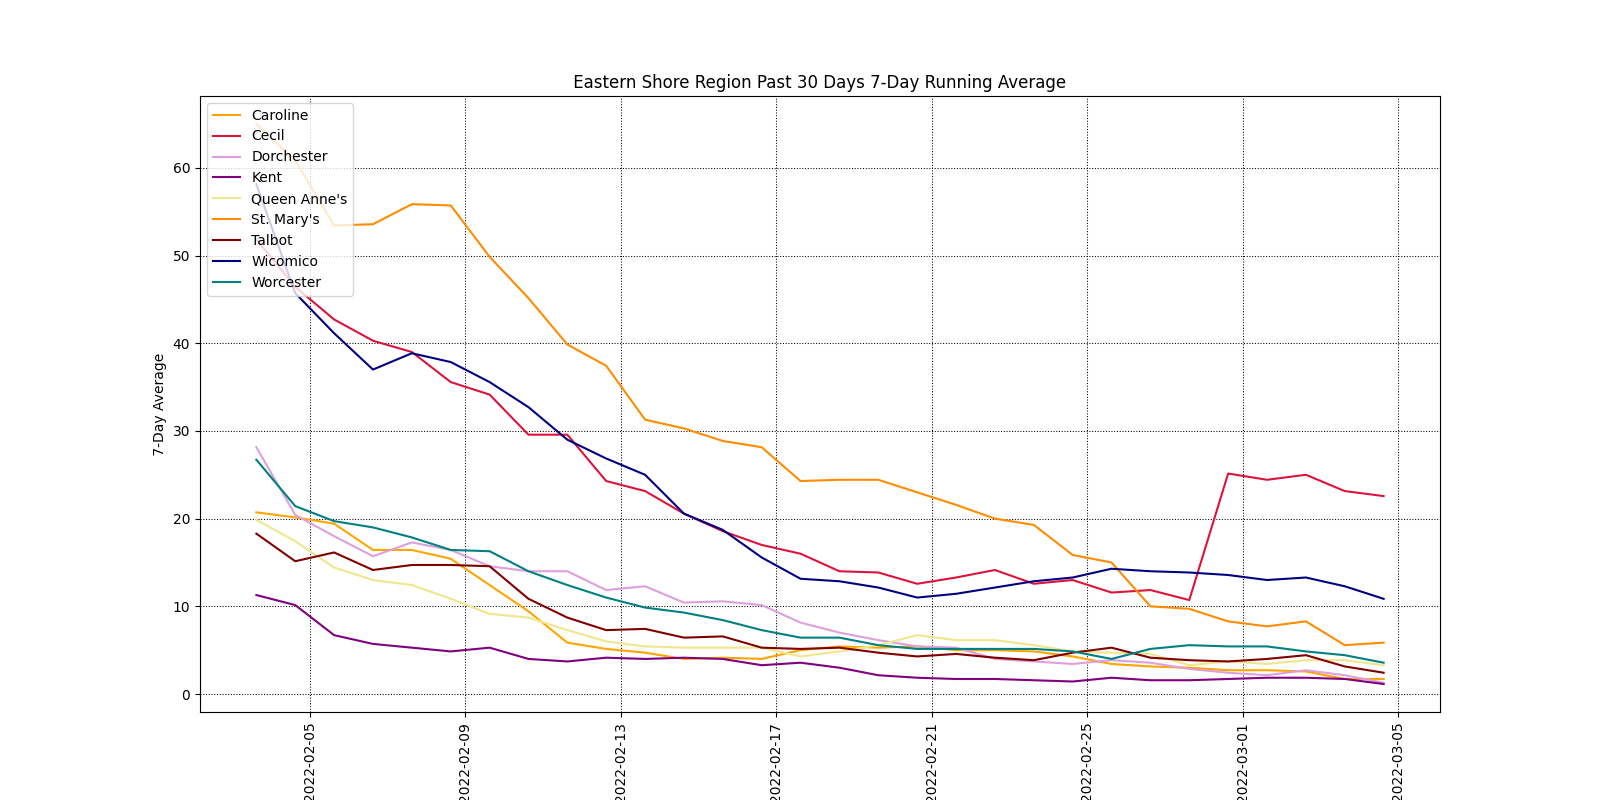 Eastern Shore Region Past 30 Days 7-Day Running Average
Caroline
Cecil
Dorchester
Kent
Queen Anne's
St. Mary's
Talbot
Wicomico
Worcester
7-Day Average
60
50
40
30
20
10
0
2022-02-05
2022-02-09
2022-02-13
2022-02-17
2022-02-21
2022-02-25
2022-03-01
2022-03-05